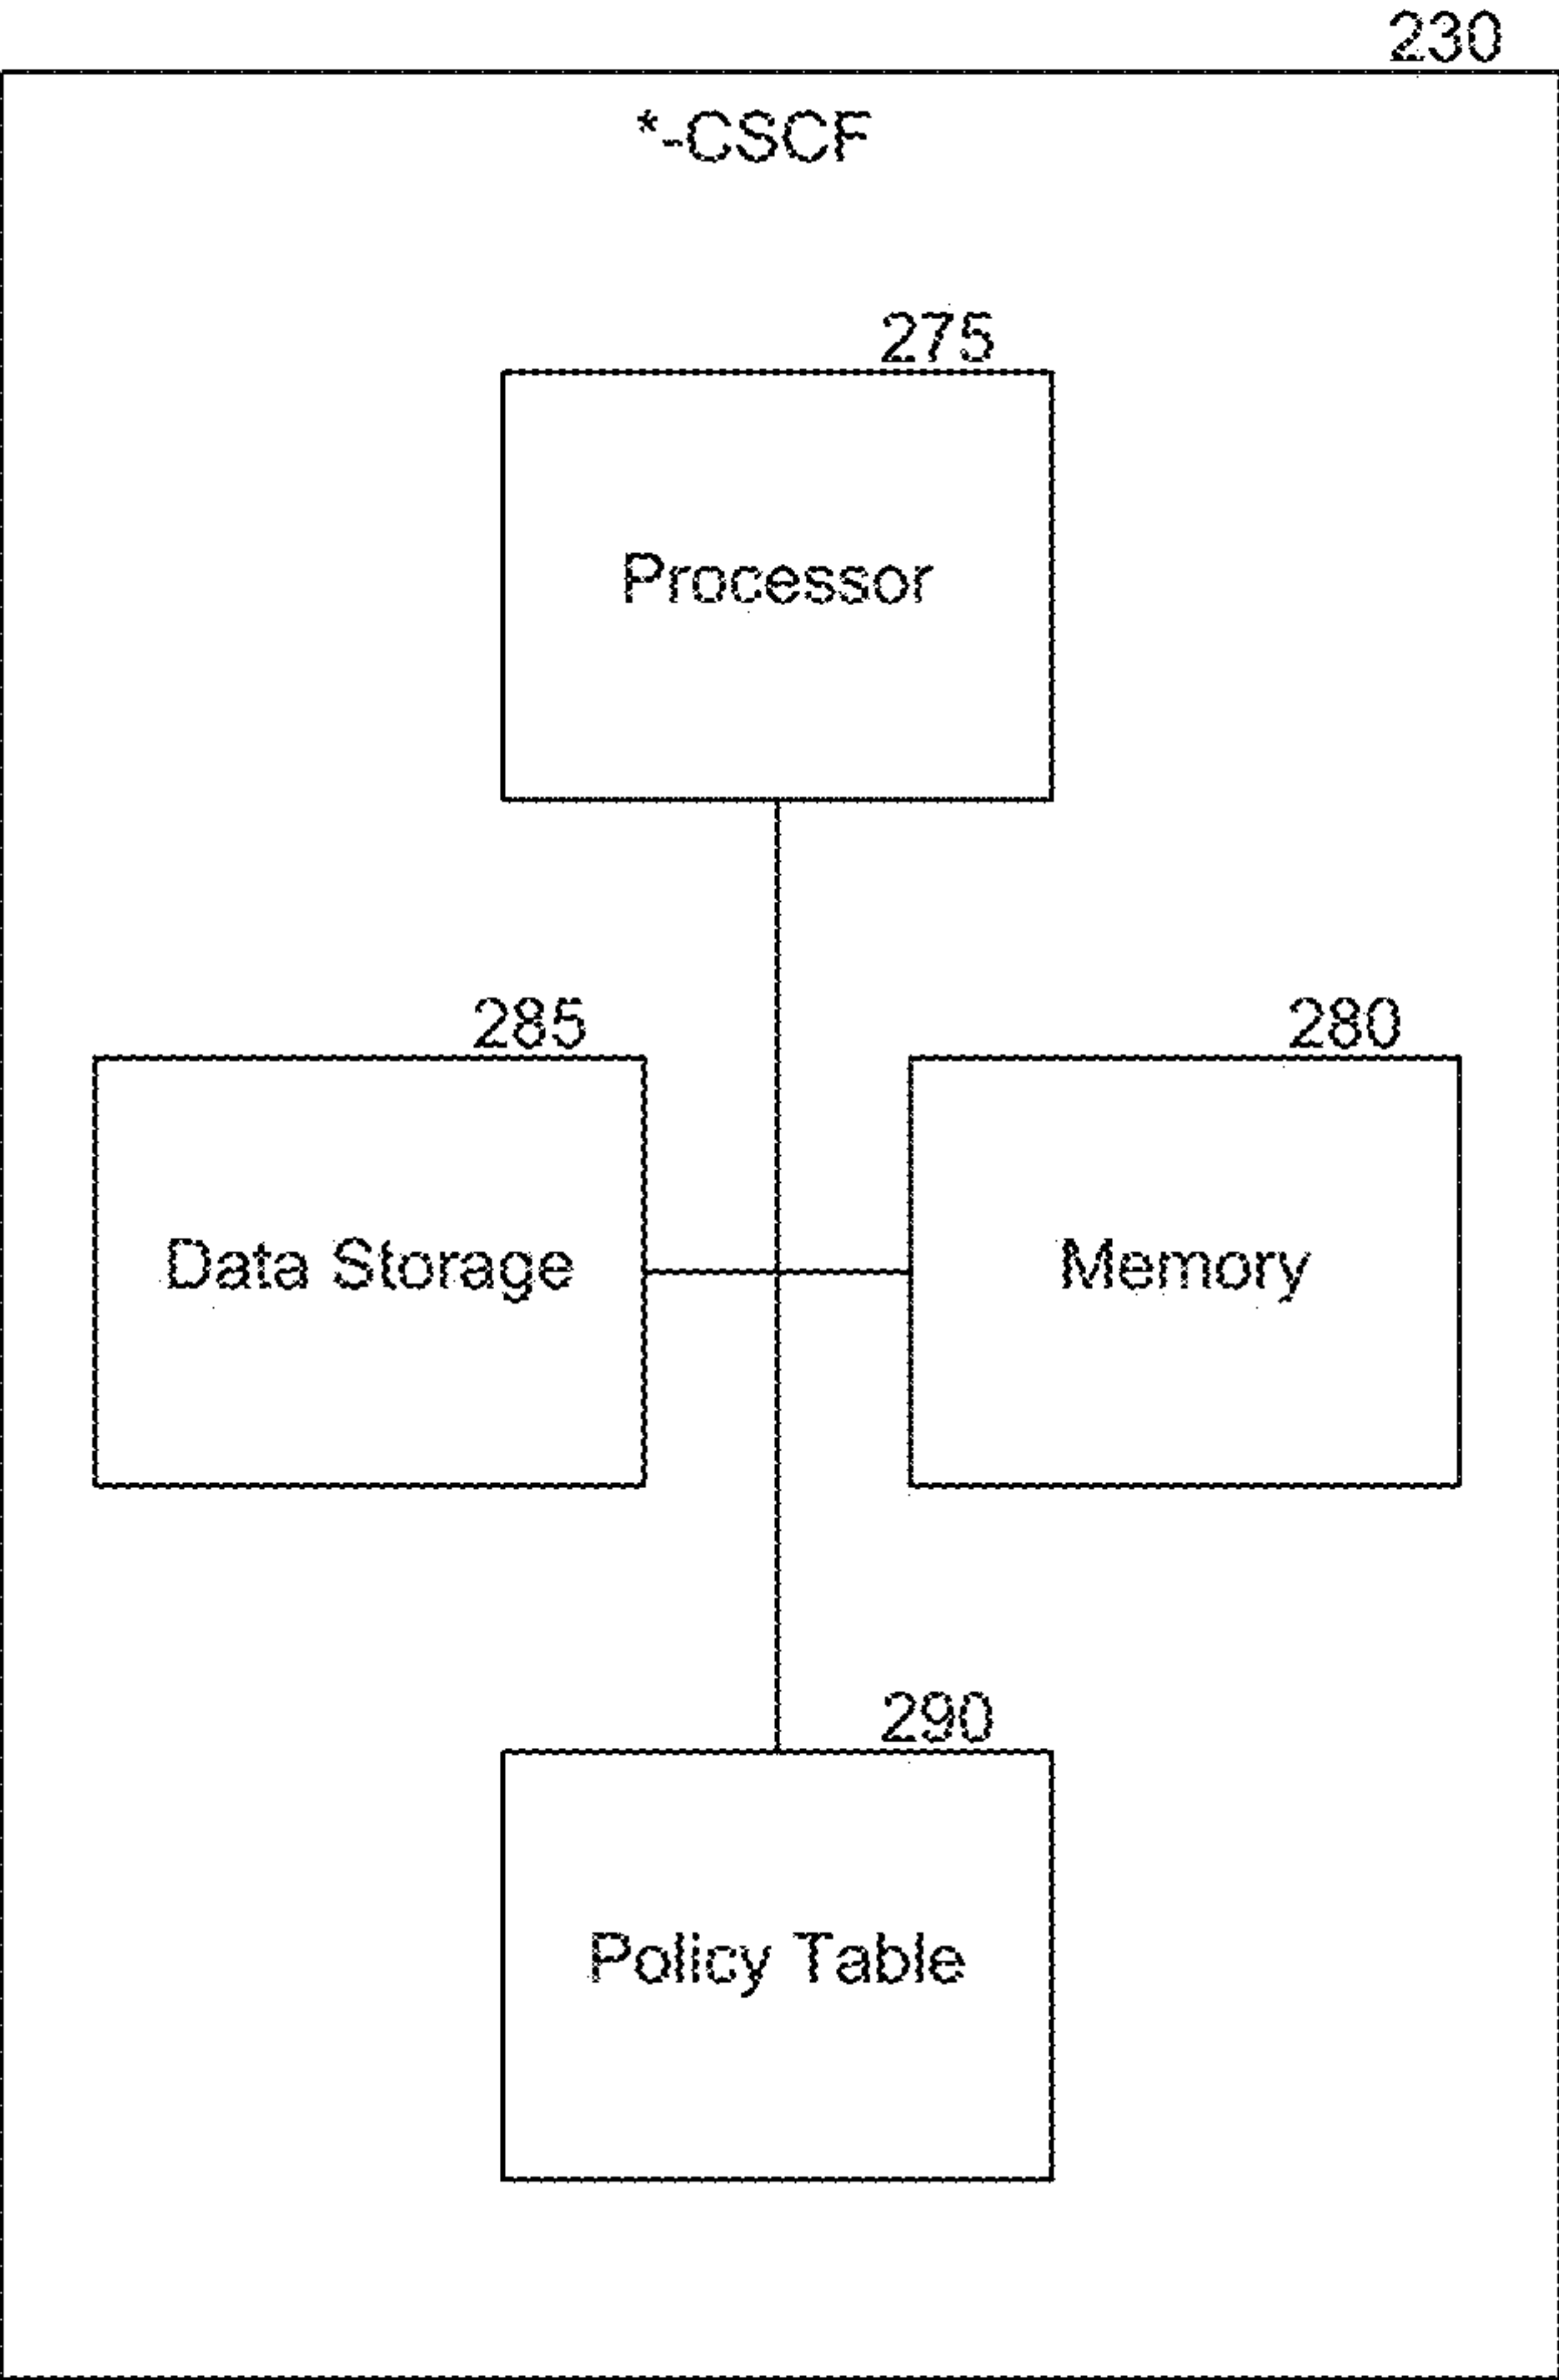 230
*-CSCF
275
Processor
285
280
Data Storage
Memory
290
Policy Table